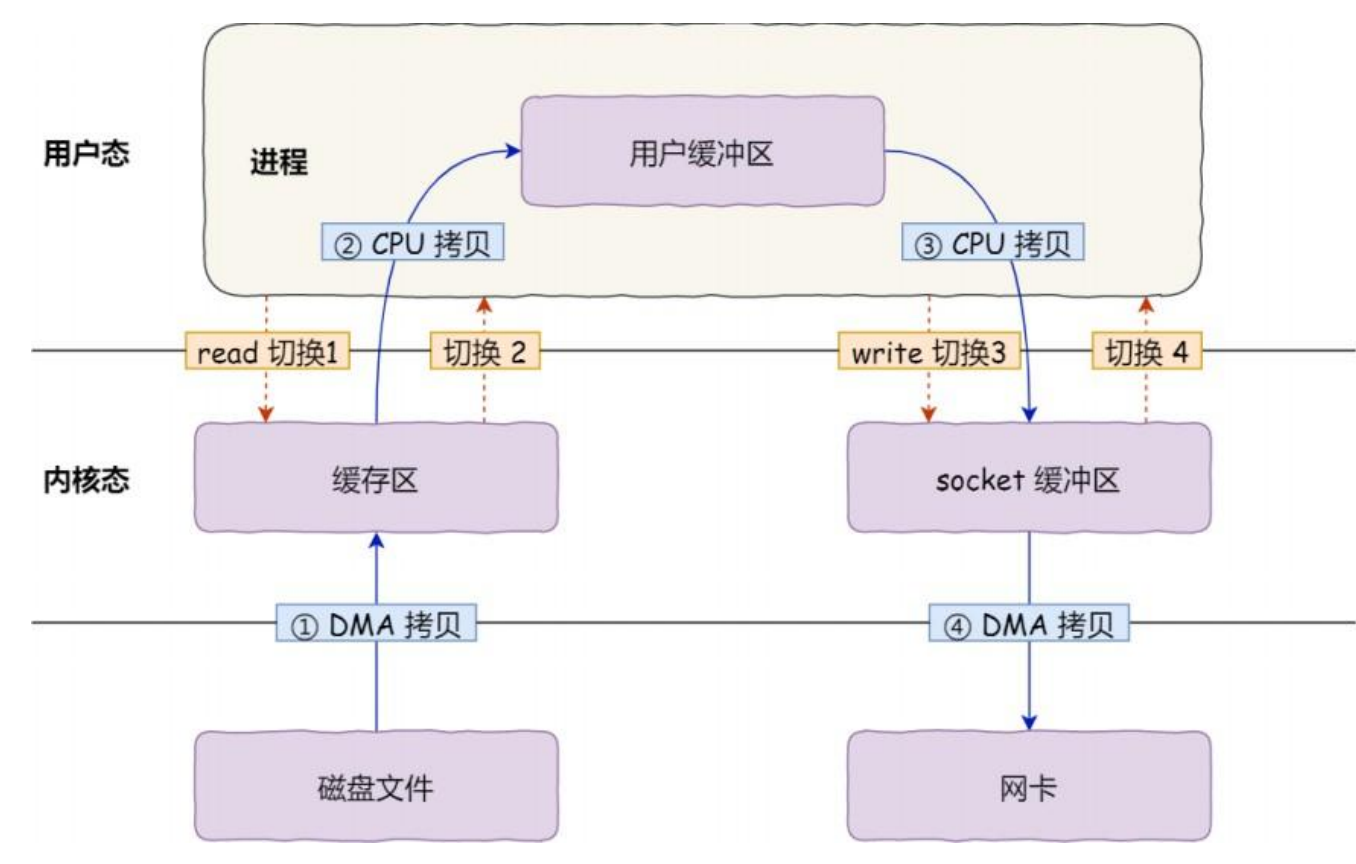 用户态
进程
用户缓冲区
② CPU 拷贝
③ CPU 拷贝
read 切换1
切换 2
write 切换3
切换 4
内核态
缓存区
socket 缓冲区
① DMA 拷贝
④ DMA 拷贝
磁盘文件
网卡